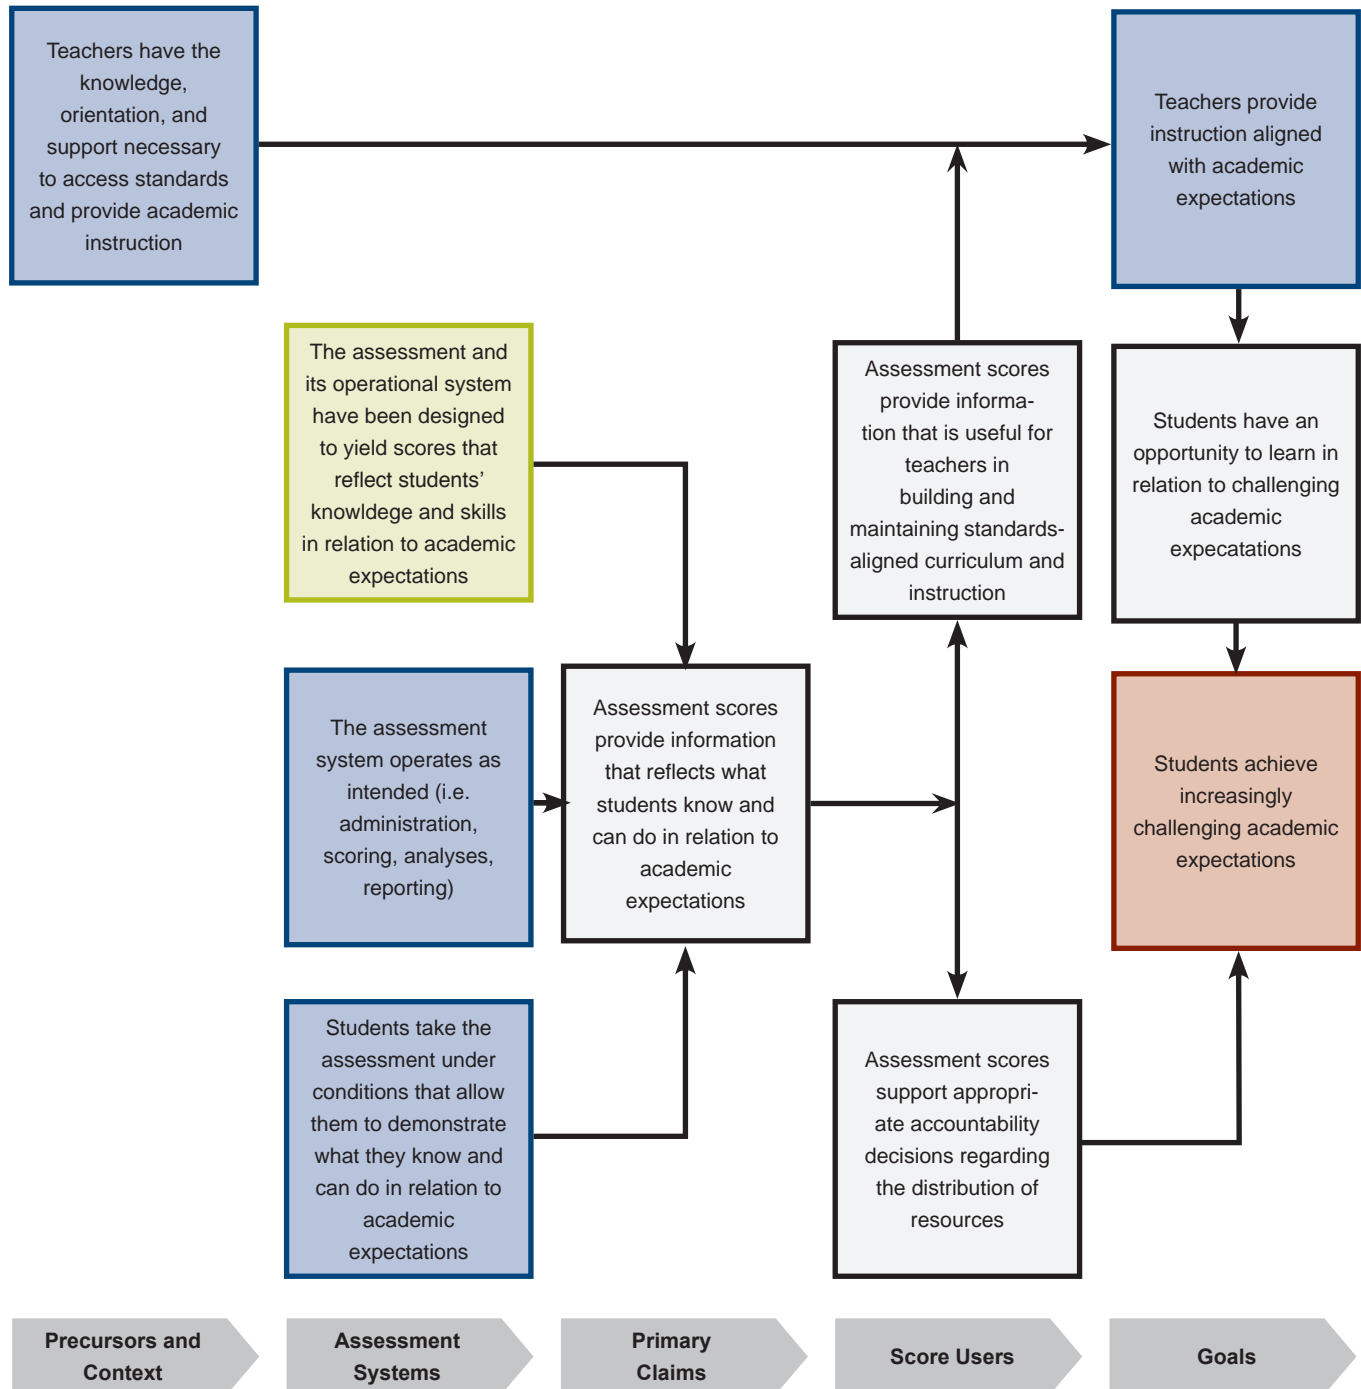 Teachers have the
knowledge,
orientation, and
support necessary
to access standards
and provide academic
instruction
Teachers provide
instruction aligned
with academic
expectations
The assessment and
its operational system
have been designed
to yield scores that
reflect students’
knowldege and skills
in relation to academic
expectations
Assessment scores
provide informa-
tion that is useful for
teachers in
building and
maintaining standards-
aligned curriculum and
instruction
Students have an
opportunity to learn in
relation to challenging
academic
expecatations
The assessment
system operates as
intended (i.e.
administration,
scoring, analyses,
reporting)
Assessment scores
provide information
that reflects what
students know and
can do in relation to
academic
expectations
Students achieve
increasingly
challenging academic
expectations
Students take the
assessment under
conditions that allow
them to demonstrate
what they know and
can do in relation to
academic
expectations
Assessment scores
support appropri-
ate accountability
decisions regarding
the distribution of
resources
Precursors and
Context
Assessment
Systems
Primary
Claims
Score Users
Goals